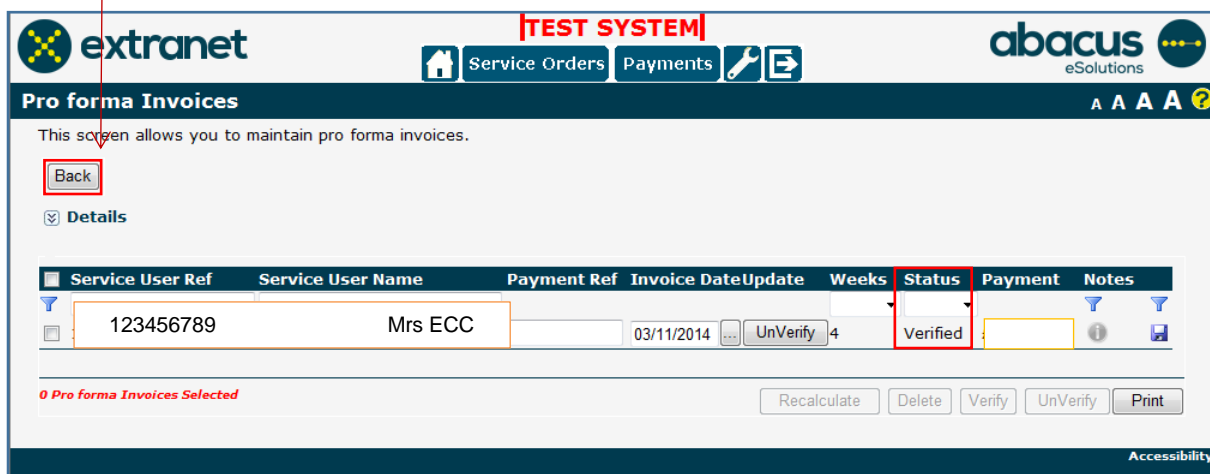 TEST SYSTEM
extranet
abacus
eSolutions
Service Orders Payments
Pro forma Invoices
A A A A ?
This screen allows you to maintain pro forma invoices.
Back
Details
Service User Ref Service User Name Payment Ref Invoice Date Update Weeks Status Payment Notes
123456789 Mrs ECC 03/11/2014 ... UnVerify 4 Verified
0 Pro forma Invoices Selected
Recalculate Delete Verify UnVerify Print
Accessibility